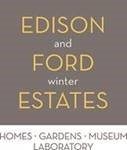 EDISON
and
FORD
winter
ESTATES
HOMES · GARDENS · MUSEUM
LABORATORY